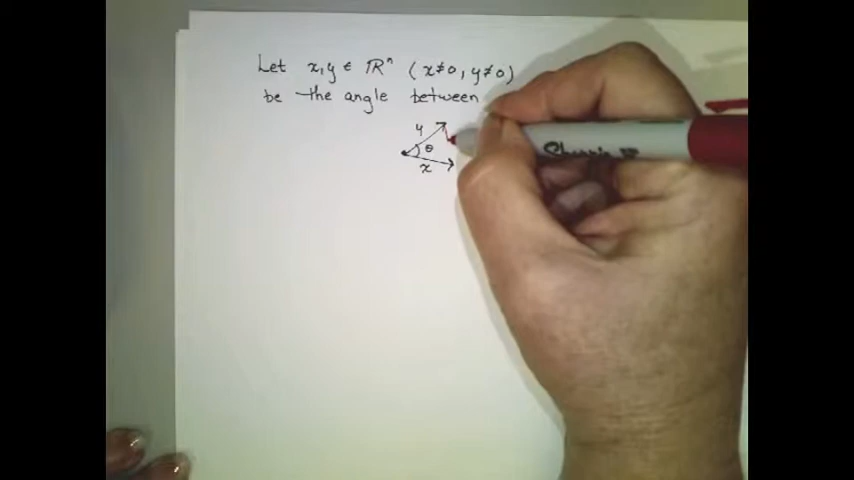 Let x,y ∈ ℝⁿ (x≠0, y≠0)
be the angle between
y
θ
x